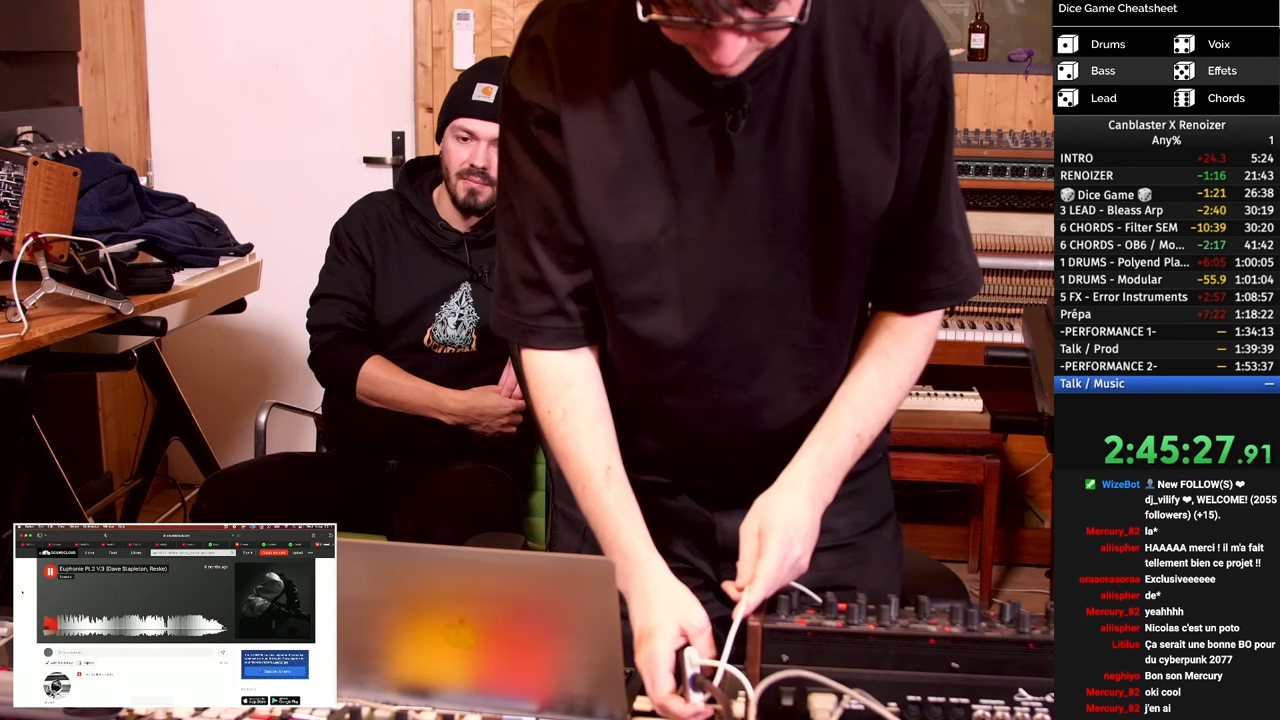 Dice Game Cheatsheet
Drums
Voix
Bass
Effets
Lead
Chords
Canblaster X Renoizer
Any%
1
INTRO +24.3 5:24
RENOIZER −1:16 21:43
Dice Game −1:21 26:38
3 LEAD - Bleass Arp −2:40 30:19
6 CHORDS - Filter SEM −10:39 30:20
6 CHORDS - OB6 / Mo... −2:17 41:42
1 DRUMS - Polyend Pla... +6:05 1:00:05
1 DRUMS - Modular −55.9 1:01:04
5 FX - Error Instruments +2:57 1:08:57
Prépa +7:22 1:18:22
-PERFORMANCE 1- — 1:34:13
Talk / Prod — 1:39:39
-PERFORMANCE 2- — 1:53:37
Talk / Music —
2:45:27.91
WizeBot New FOLLOW(S)
dj_vilify , WELCOME! (2055
followers) (+15).
Mercury_82 la*
aliispher HAAAAA merci ! il m'a fait
tellement bien ce projet !!
oraaoraaoraa Exclusiveeeeee
aliispher de*
Mercury_82 yeahhhh
aliispher Nicolas c'est un poto
Litilus Ça serait une bonne BO pour
du cyberpunk 2077
neghiyo Bon son Mercury
Mercury_82 oki cool
Mercury_82 j'en ai
Euphonie Pt.2 V.3 (Dave Stapleton, Reske)
6 months ago
SOUNDCLOUD
carhartt